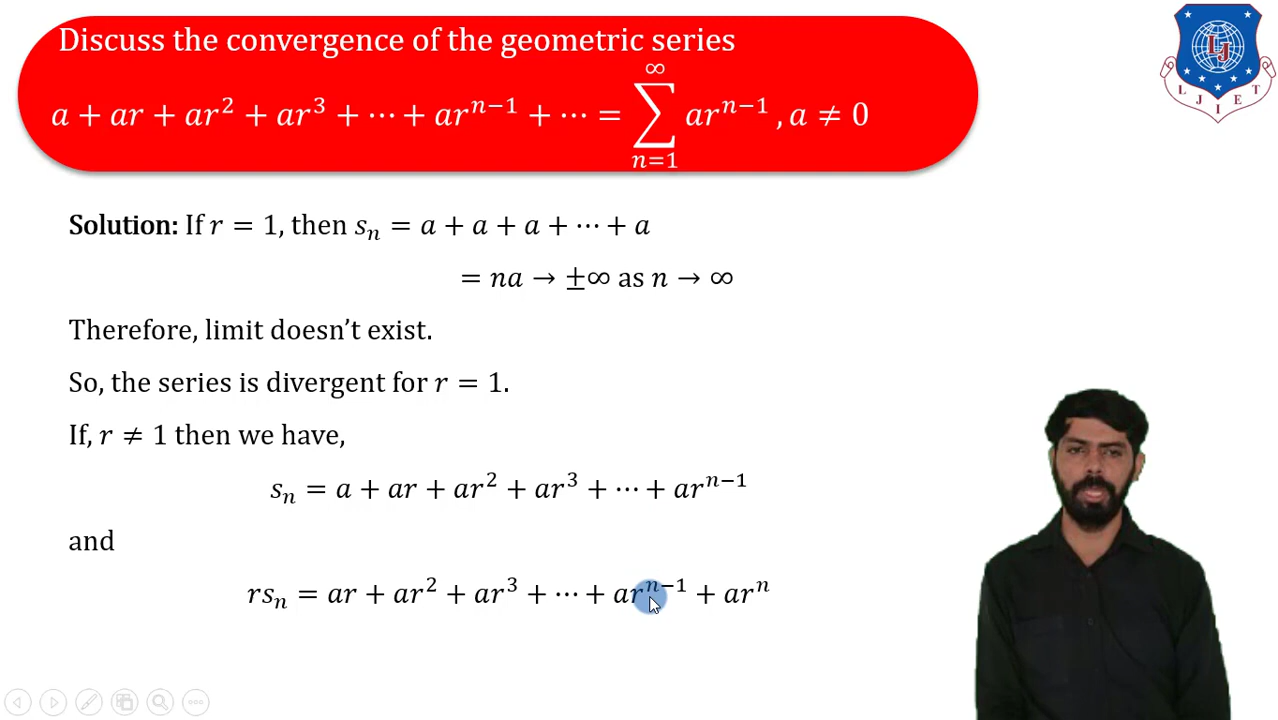 Discuss the convergence of the geometric series
a + ar + ar² + ar³ + ⋯ + arⁿ⁻¹ + ⋯ = ∑_{n=1}^{∞} arⁿ⁻¹ , a ≠ 0
LJIET
LJ
Solution: If r = 1, then sₙ = a + a + a + ⋯ + a
= na → ±∞ as n → ∞
Therefore, limit doesn’t exist.
So, the series is divergent for r = 1.
If, r ≠ 1 then we have,
sₙ = a + ar + ar² + ar³ + ⋯ + arⁿ⁻¹
and
rsₙ = ar + ar² + ar³ + ⋯ + arⁿ⁻¹ + arⁿ